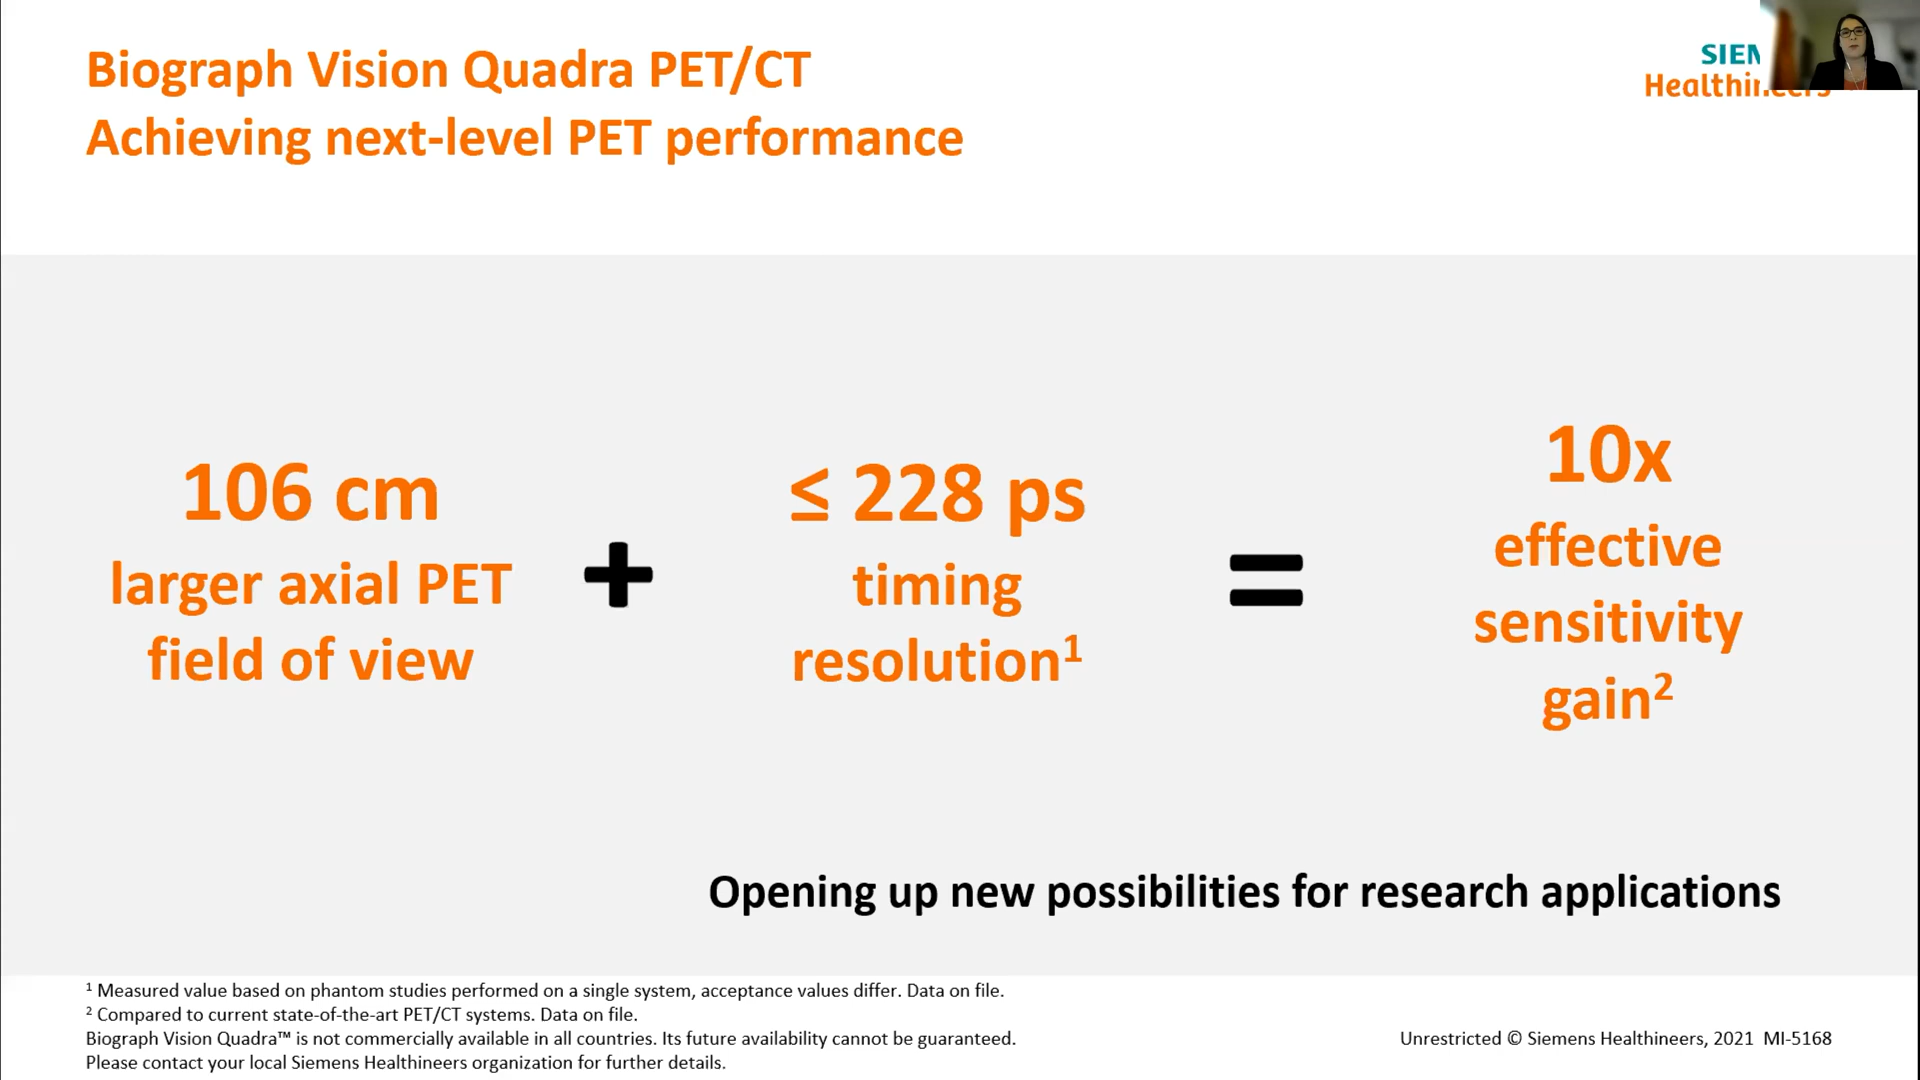 Biograph Vision Quadra PET/CT
Achieving next-level PET performance
106 cm
larger axial PET
field of view
+
≤ 228 ps
timing
resolution¹
=
10x
effective
sensitivity
gain²
Opening up new possibilities for research applications
¹ Measured value based on phantom studies performed on a single system, acceptance values differ. Data on file.
² Compared to current state-of-the-art PET/CT systems. Data on file.
Biograph Vision Quadra™ is not commercially available in all countries. Its future availability cannot be guaranteed.
Please contact your local Siemens Healthineers organization for further details.
Unrestricted © Siemens Healthineers, 2021 MI-5168